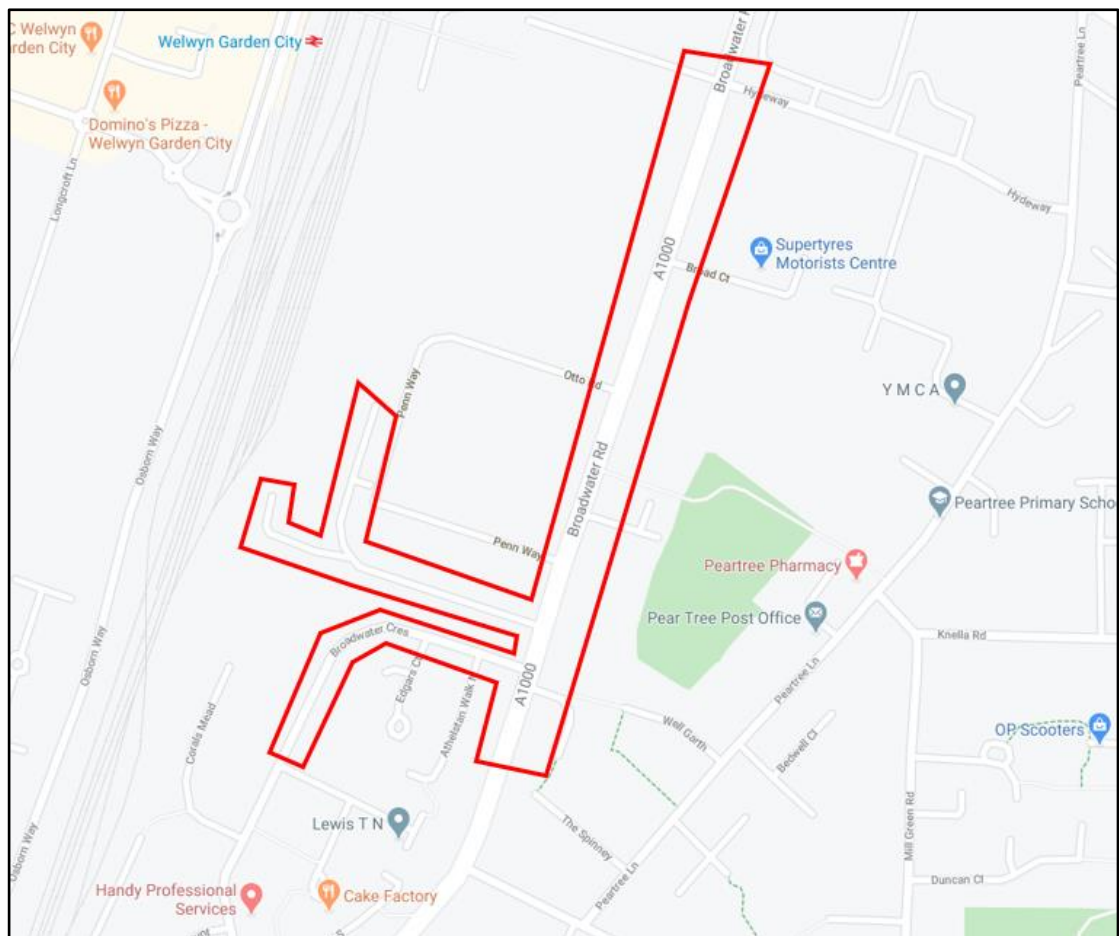 C Welwyn
rden City
Welwyn Garden City
Domino's Pizza -
Welwyn Garden City
Longcroft Ln
Broadwater R
Peartree Ln
Hydeway
Hydeway
A1000
Supertyres
Motorists Centre
Broad Ct
Otto Rd
Penn Way
Y M C A
Osborn Way
Broadwater Rd
Peartree Primary Scho
Penn Way
Peartree Pharmacy
Pear Tree Post Office
Knella Rd
Broadwater Cres
Edgars C
Athelstan Walk N
A1000
Peartree Ln
Osborn Way
Corals Mead
Well Garth
Bedwell Cl
OP Scooters
Lewis T N
The Spinney
Mill Green Rd
Osborn Way
Handy Professional
Services
Cake Factory
Peartree Ln
Duncan Cl